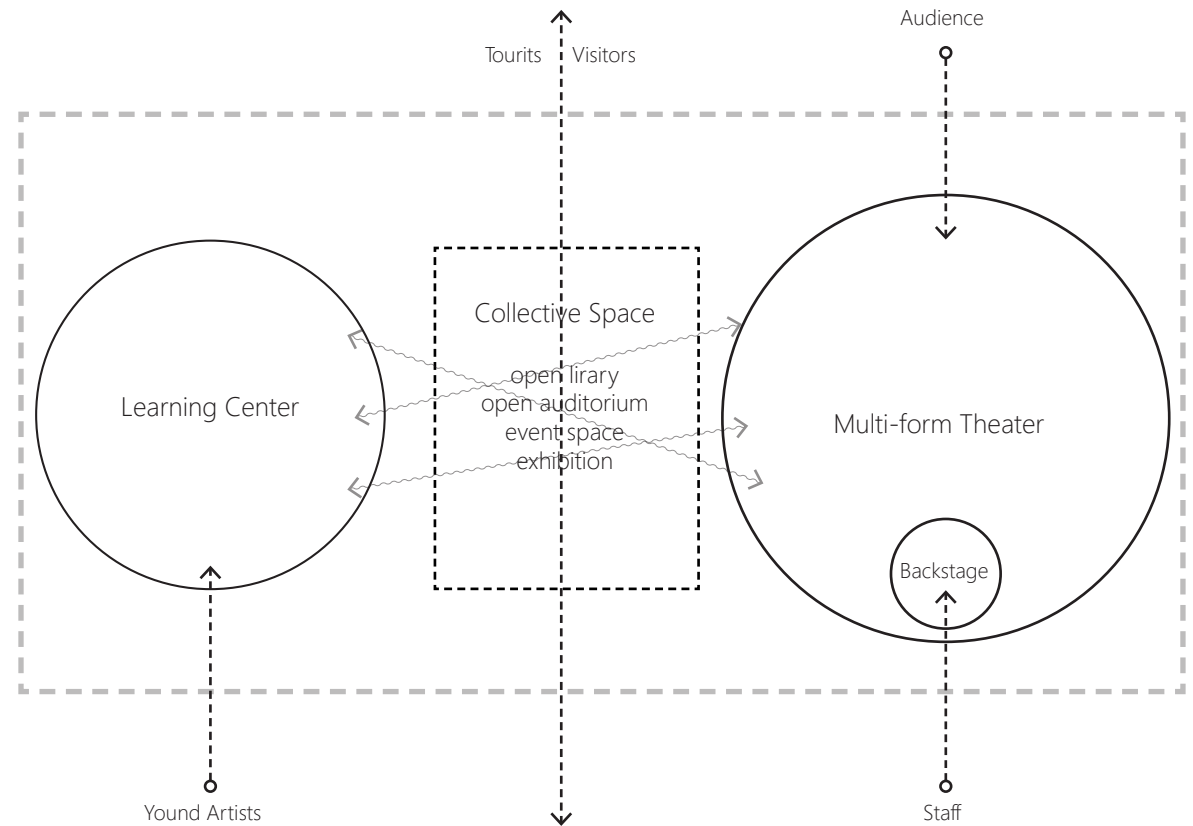 Audience
Tourits Visitors
Collective Space
open lirary
open auditorium
event space
exhibition
Learning Center
Multi-form Theater
Backstage
Yound Artists
Staff